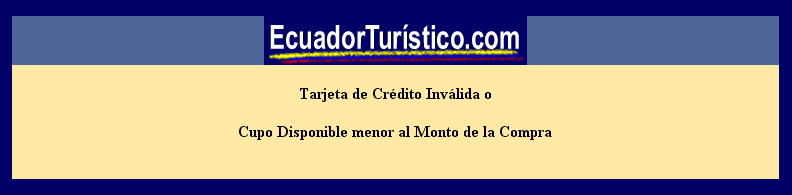 EcuadorTurístico.com
Tarjeta de Crédito Inválida o
Cupo Disponible menor al Monto de la Compra